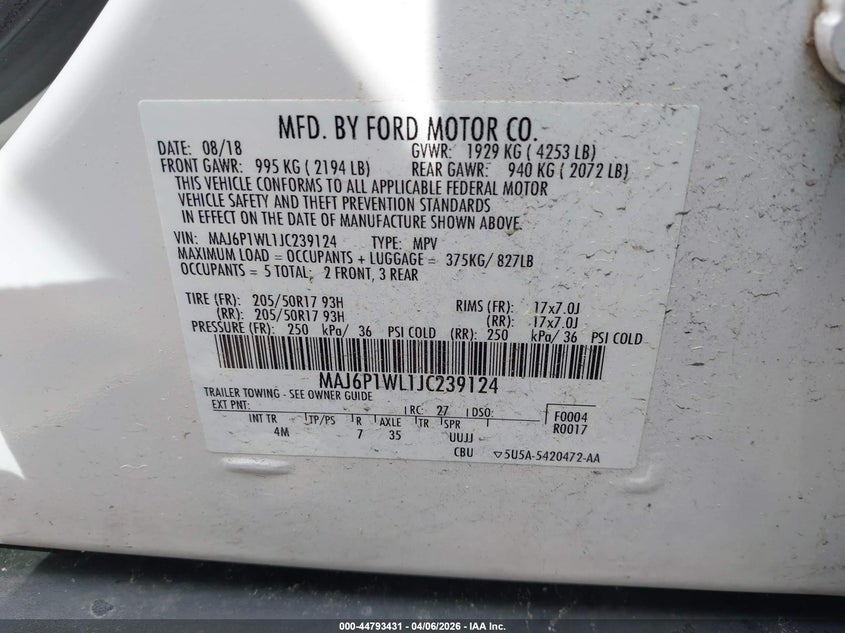 MFD. BY FORD MOTOR CO.
DATE: 08/18 GVWR: 1929 KG ( 4253 LB)
FRONT GAWR: 995 KG ( 2194 LB) REAR GAWR: 940 KG ( 2072 LB)
THIS VEHICLE CONFORMS TO ALL APPLICABLE FEDERAL MOTOR
VEHICLE SAFETY AND THEFT PREVENTION STANDARDS
IN EFFECT ON THE DATE OF MANUFACTURE SHOWN ABOVE.
VIN: MAJ6P1WL1JC239124 TYPE: MPV
MAXIMUM LOAD = OCCUPANTS + LUGGAGE = 375KG/ 827LB
OCCUPANTS = 5 TOTAL; 2 FRONT, 3 REAR
TIRE (FR): 205/50R17 93H RIMS (FR): 17x7.0J
(RR): 205/50R17 93H (RR): 17x7.0J
PRESSURE (FR): 250 kPa/ 36 PSI COLD (RR): 250 kPa/ 36 PSI COLD
MAJ6P1WL1JC239124
TRAILER TOWING - SEE OWNER GUIDE
EXT PNT: RC: 27 DSO: F0004
INT TR TP/PS R AXLE TR SPR R0017
4M 7 35 UUJJ
CBU 5U5A-5420472-AA
000-44793431 - 04/06/2026 - IAA Inc.